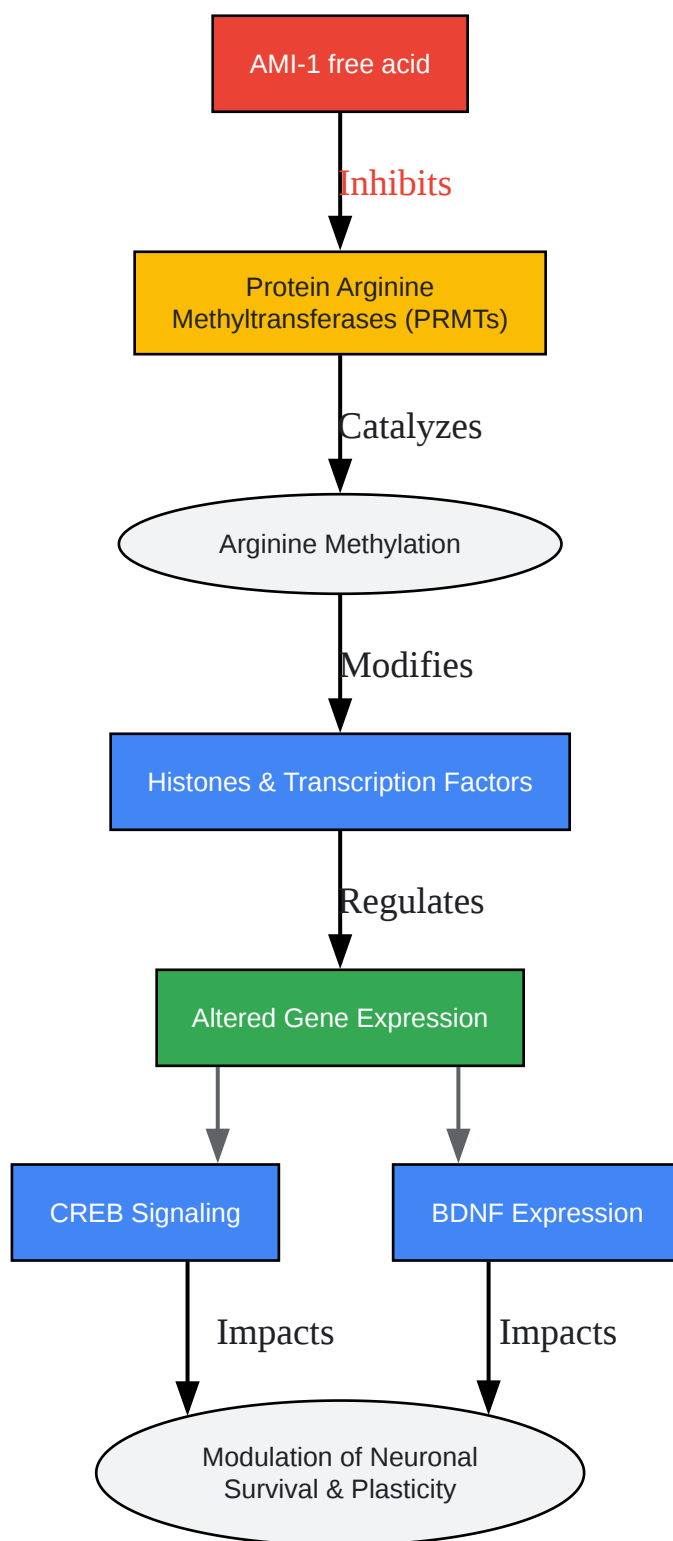 AMI-1 free acid
Inhibits
Protein Arginine
Methyltransferases (PRMTs)
Catalyzes
Arginine Methylation
Modifies
Histones & Transcription Factors
Regulates
Altered Gene Expression
CREB Signaling
BDNF Expression
Impacts
Impacts
Modulation of Neuronal
Survival & Plasticity